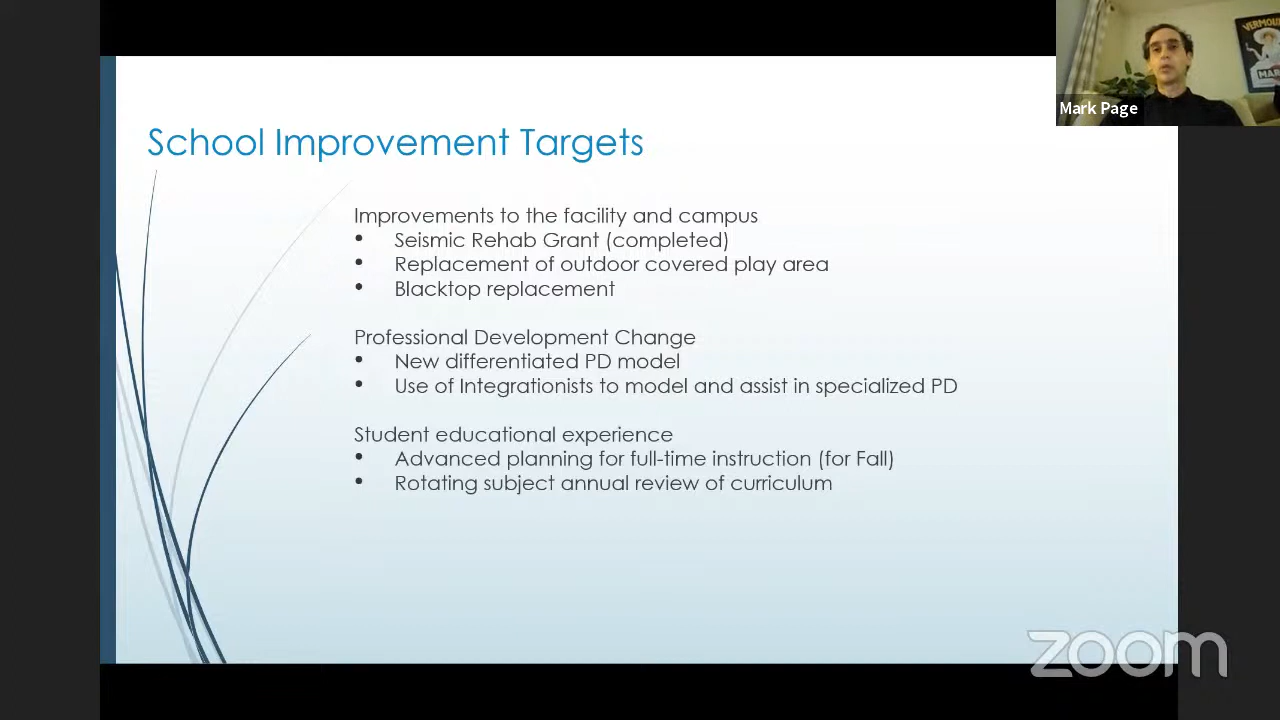 School Improvement Targets
Improvements to the facility and campus
• Seismic Rehab Grant (completed)
• Replacement of outdoor covered play area
• Blacktop replacement
Professional Development Change
• New differentiated PD model
• Use of Integrationists to model and assist in specialized PD
Student educational experience
• Advanced planning for full-time instruction (for Fall)
• Rotating subject annual review of curriculum
Mark Page
zoom